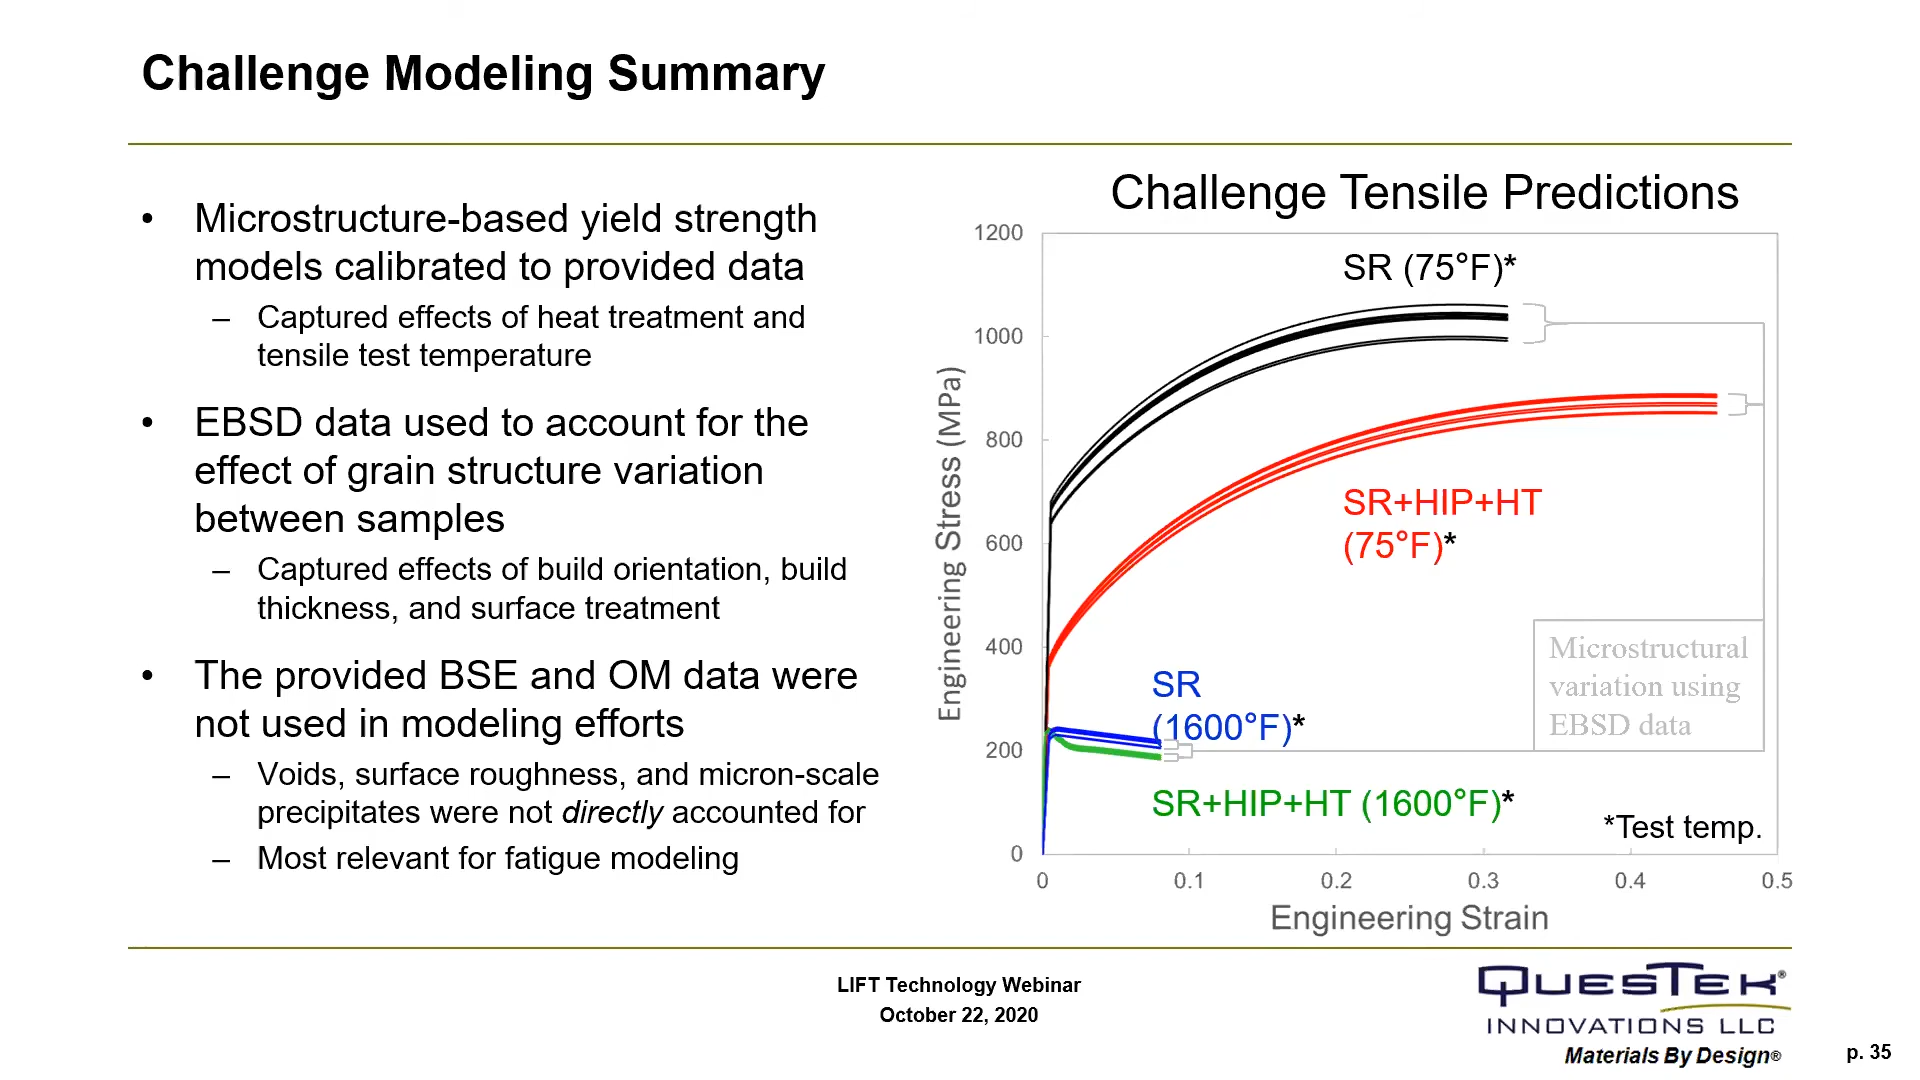 Challenge Modeling Summary
• Microstructure-based yield strength
models calibrated to provided data
– Captured effects of heat treatment and
tensile test temperature
• EBSD data used to account for the
effect of grain structure variation
between samples
– Captured effects of build orientation, build
thickness, and surface treatment
• The provided BSE and OM data were
not used in modeling efforts
– Voids, surface roughness, and micron-scale
precipitates were not directly accounted for
– Most relevant for fatigue modeling
Challenge Tensile Predictions
Engineering Stress (MPa)
1200
1000
800
600
400
200
0
SR (75°F)*
SR+HIP+HT
(75°F)*
SR
(1600°F)*
SR+HIP+HT (1600°F)*
Microstructural
variation using
EBSD data
*Test temp.
0 0.1 0.2 0.3 0.4 0.5
Engineering Strain
LIFT Technology Webinar
October 22, 2020
QUESTEK®
INNOVATIONS LLC
Materials By Design®
p. 35